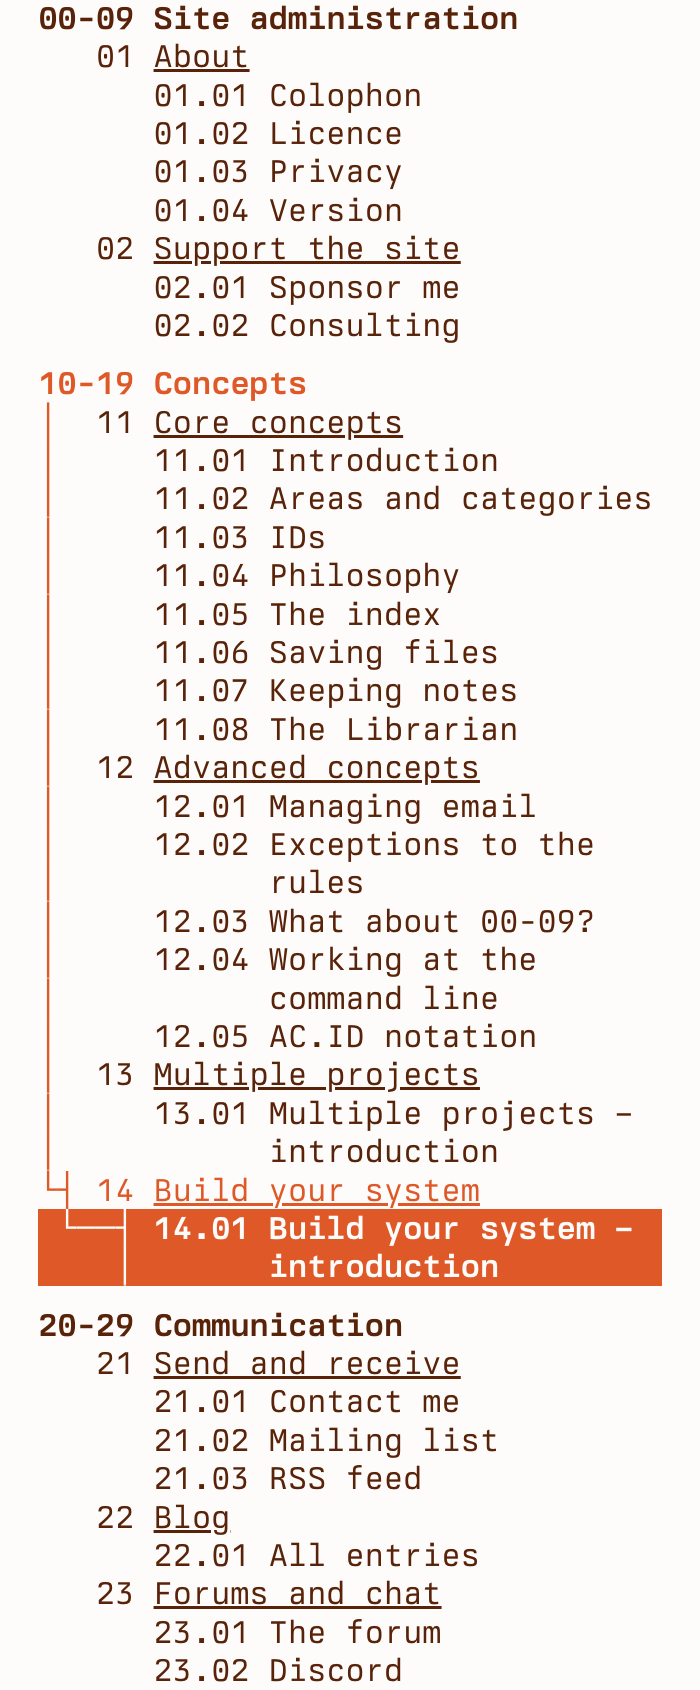 00-09 Site administration
01 About
01.01 Colophon
01.02 Licence
01.03 Privacy
01.04 Version
02 Support the site
02.01 Sponsor me
02.02 Consulting
10-19 Concepts
11 Core concepts
11.01 Introduction
11.02 Areas and categories
11.03 IDs
11.04 Philosophy
11.05 The index
11.06 Saving files
11.07 Keeping notes
11.08 The Librarian
12 Advanced concepts
12.01 Managing email
12.02 Exceptions to the
rules
12.03 What about 00-09?
12.04 Working at the
command line
12.05 AC.ID notation
13 Multiple projects
13.01 Multiple projects –
introduction
14 Build your system
14.01 Build your system –
introduction
20-29 Communication
21 Send and receive
21.01 Contact me
21.02 Mailing list
21.03 RSS feed
22 Blog
22.01 All entries
23 Forums and chat
23.01 The forum
23.02 Discord